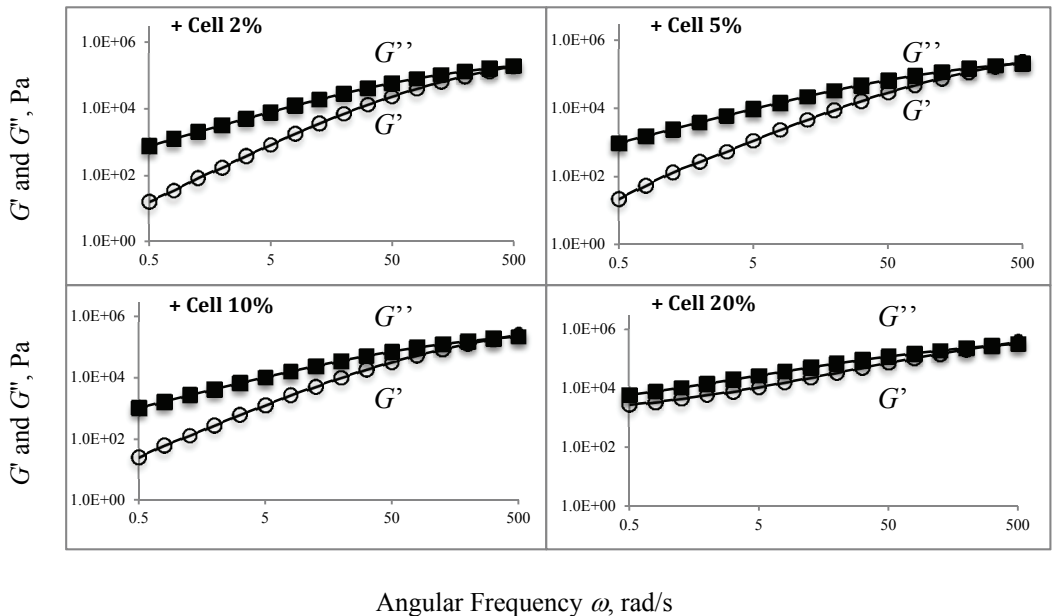 + Cell 2%
1.0E+06
1.0E+04
1.0E+02
1.0E+00
0.5
5
50
500
G’’
G’
+ Cell 5%
1.0E+06
1.0E+04
1.0E+02
1.0E+00
0.5
5
50
500
G’’
G’
G' and G", Pa
+ Cell 10%
1.0E+06
1.0E+04
1.0E+02
1.0E+00
0.5
5
50
500
G’’
G’
+ Cell 20%
1.0E+06
1.0E+04
1.0E+02
1.0E+00
0.5
5
50
500
G’’
G’
G' and G", Pa
Angular Frequency ω, rad/s